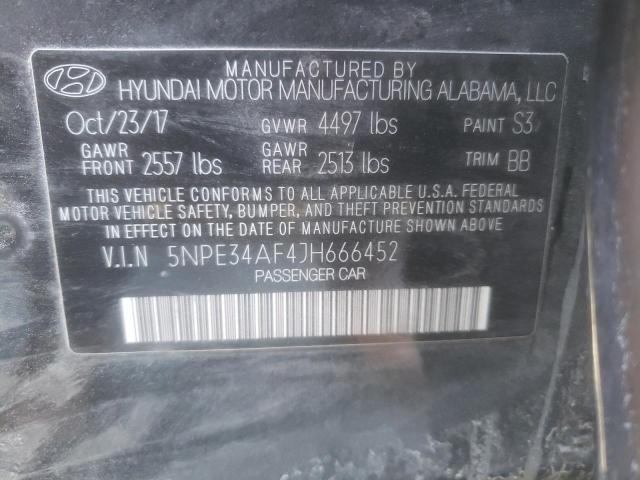 MANUFACTURED BY
HYUNDAI MOTOR MANUFACTURING ALABAMA, LLC
Oct/23/17 GVWR 4497 lbs PAINT S3
GAWR FRONT 2557 lbs GAWR REAR 2513 lbs TRIM BB
THIS VEHICLE CONFORMS TO ALL APPLICABLE U.S.A. FEDERAL
MOTOR VEHICLE SAFETY, BUMPER, AND THEFT PREVENTION STANDARDS
IN EFFECT ON THE DATE OF MANUFACTURE SHOWN ABOVE
V.I.N 5NPE34AF4JH666452
PASSENGER CAR